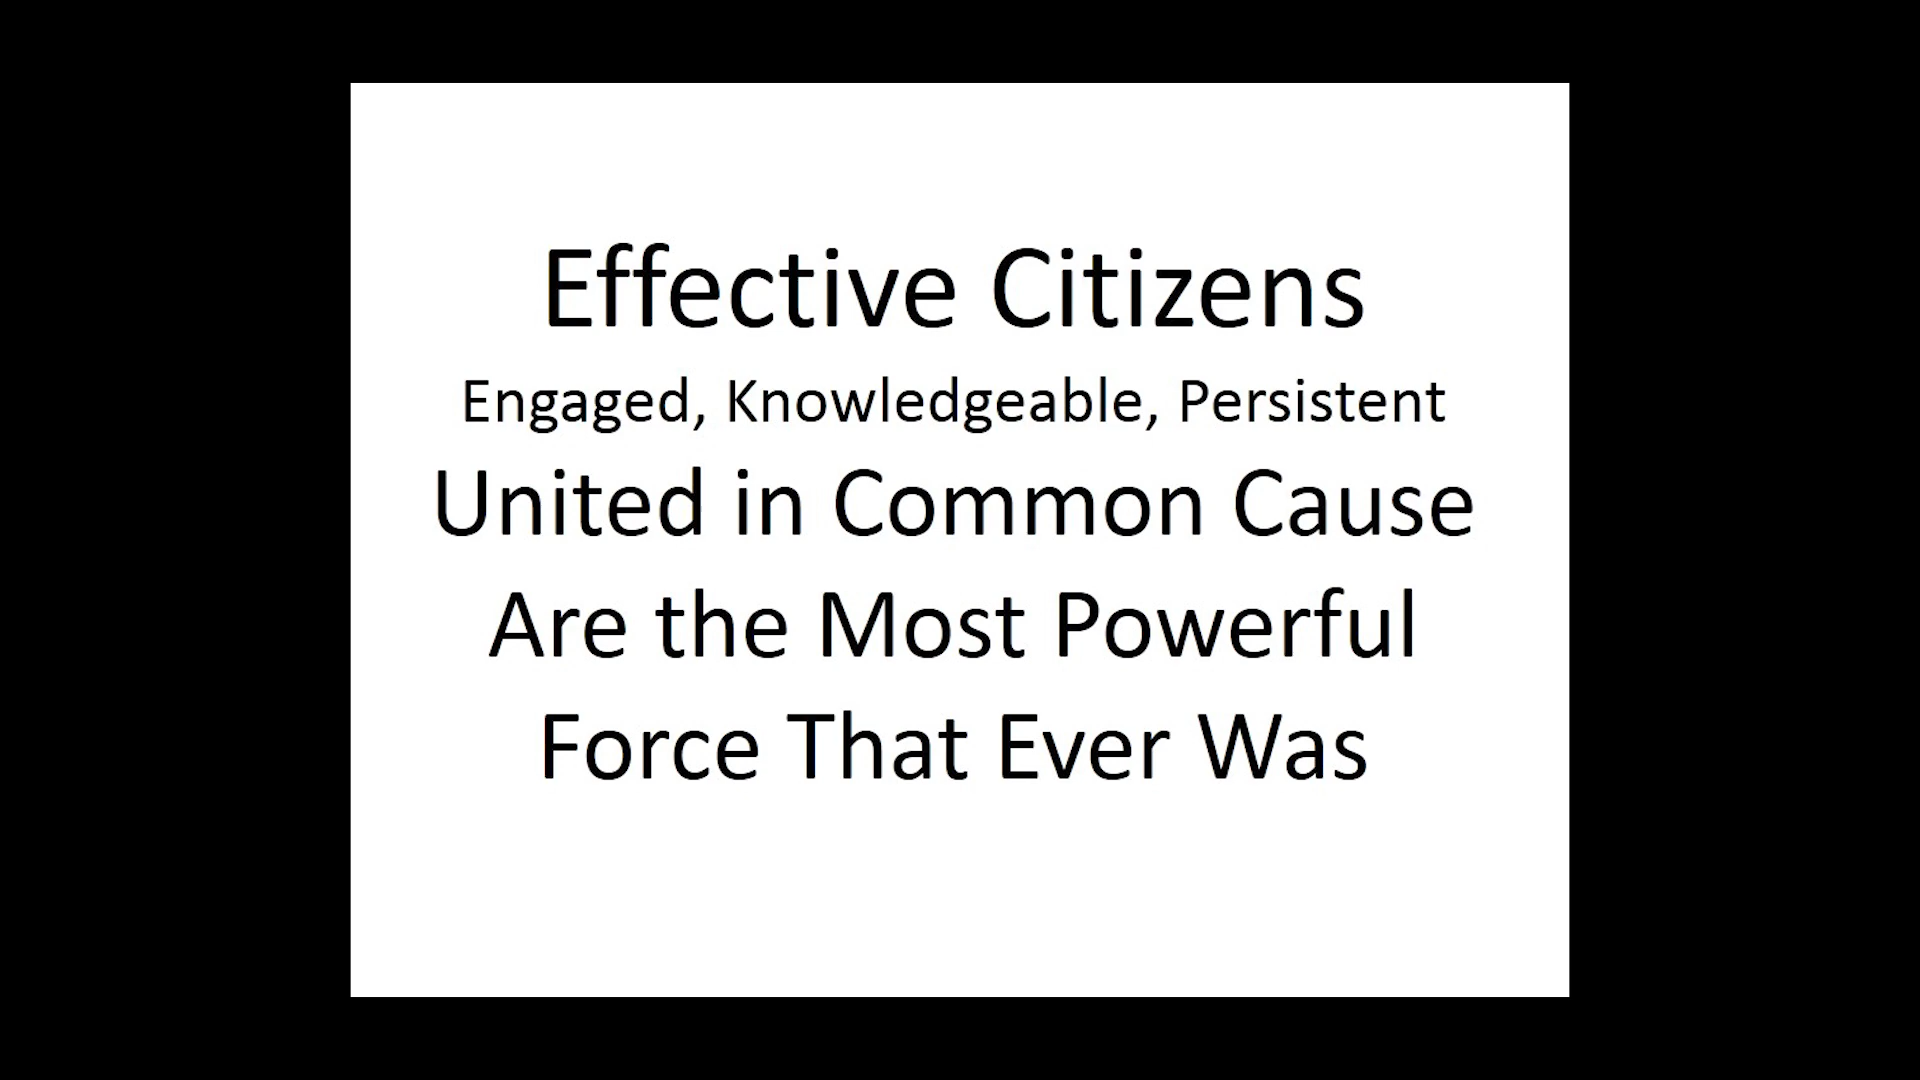 Effective Citizens
Engaged, Knowledgeable, Persistent
United in Common Cause
Are the Most Powerful
Force That Ever Was